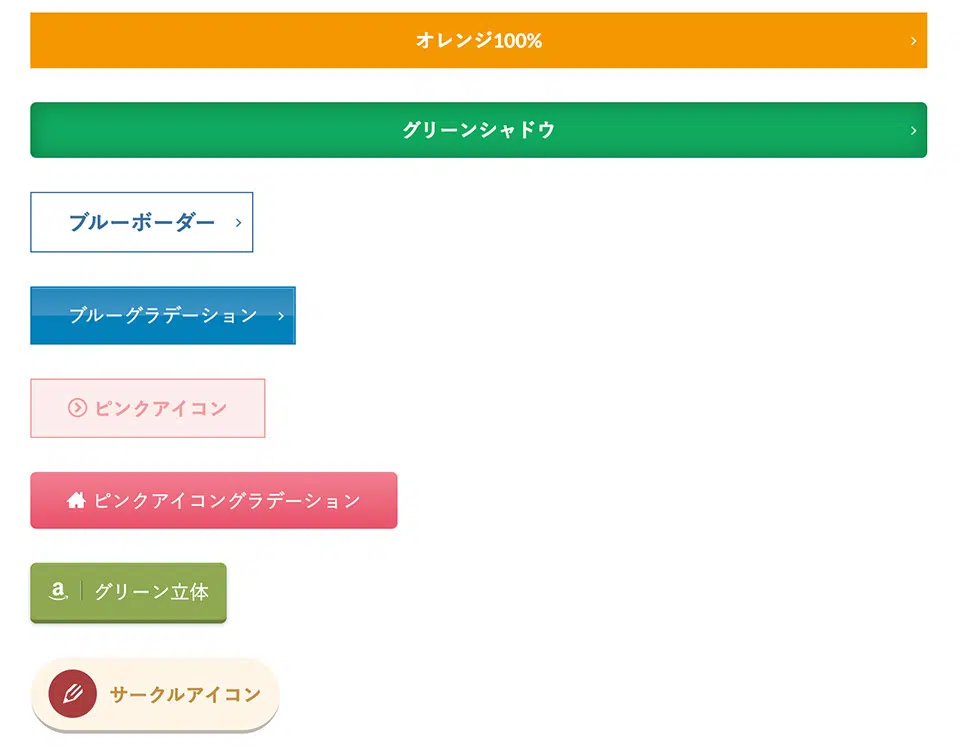 オレンジ100%
グリーンシャドウ
ブルーボーダー
ブルーグラデーション
ピンクアイコン
ピンクアイコングラデーション
グリーン立体
サークルアイコン